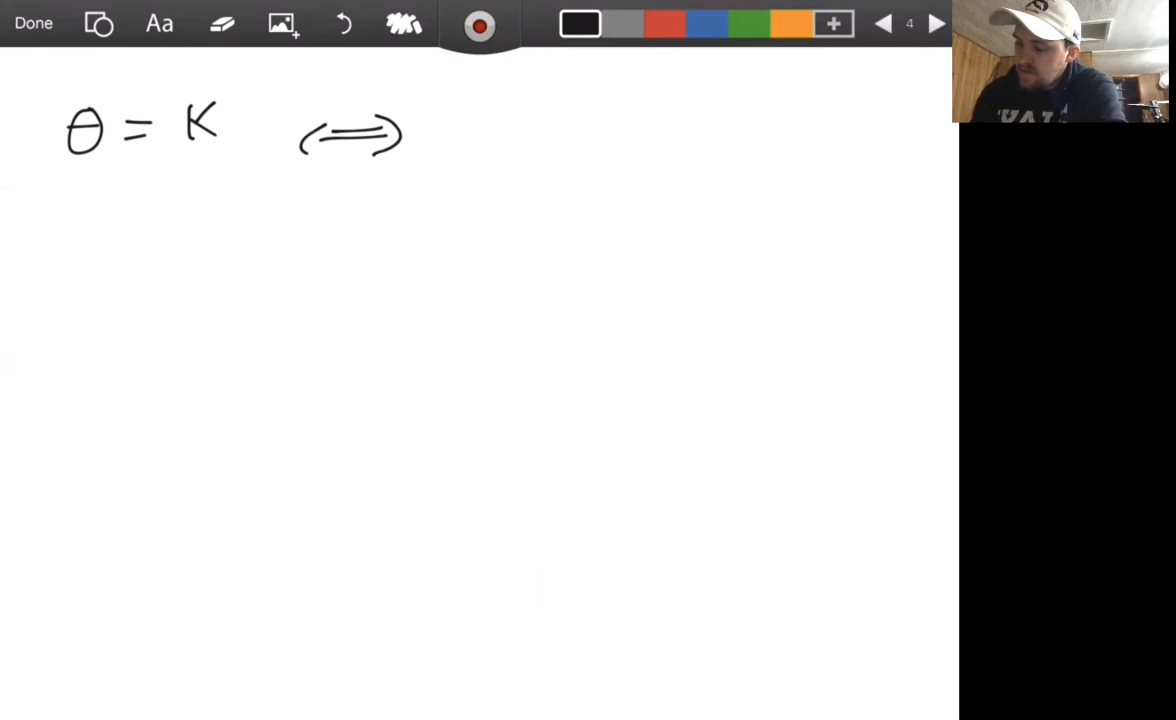 Done Aa 4
θ = K ⟺